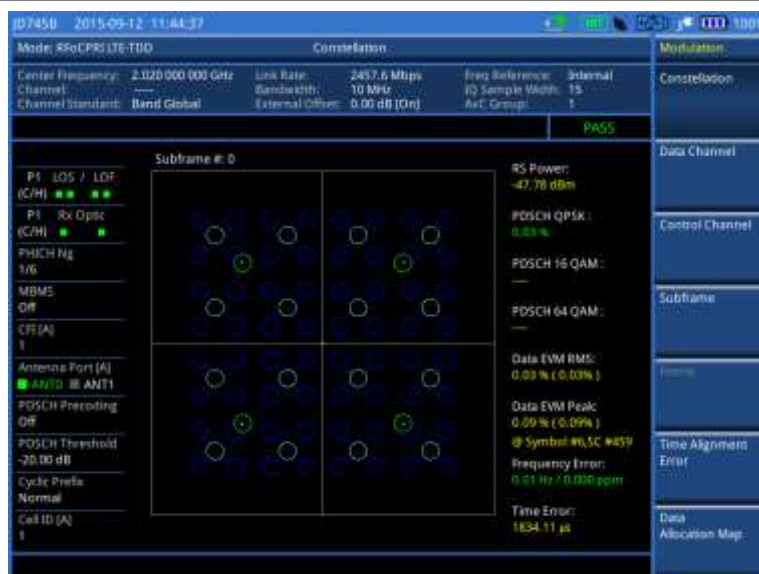 JD745B 2015-09-12 11:44:37
100%
Mode: RFoCPRI LTE-TDD
Constellation
Modulation
Center Frequency: 2.020 000 000 GHz
Link Rate: 2457.6 Mbps
Freq Reference: Internal
Channel: ----
Bandwidth: 10 MHz
IQ Sample Width: 15
Channel Standard: Band Global
External Offset: 0.00 dB [On]
AxC Group: 1
PASS
Subframe #: 0
P1 LOS / LOF
(C/H)
P1 Rx Optic
(C/H)
PHICH Ng
1/6
MBMS
Off
CFI [A]
1
Antenna Port [A]
ANT0 ANT1
PDSCH Precoding
Off
PDSCH Threshold
-20.00 dB
Cyclic Prefix
Normal
Cell ID [A]
1
RS Power:
-47.78 dBm
PDSCH QPSK :
0.03 %
PDSCH 16 QAM :
----
PDSCH 64 QAM :
----
Data EVM RMS:
0.03 % ( 0.03% )
Data EVM Peak:
0.09 % ( 0.09% )
@ Symbol #6,SC #459
Frequency Error:
0.01 Hz / 0.000 ppm
Time Error:
1834.11 µs
Constellation
Data Channel
Control Channel
Subframe
Frame
Time Alignment
Error
Data
Allocation Map